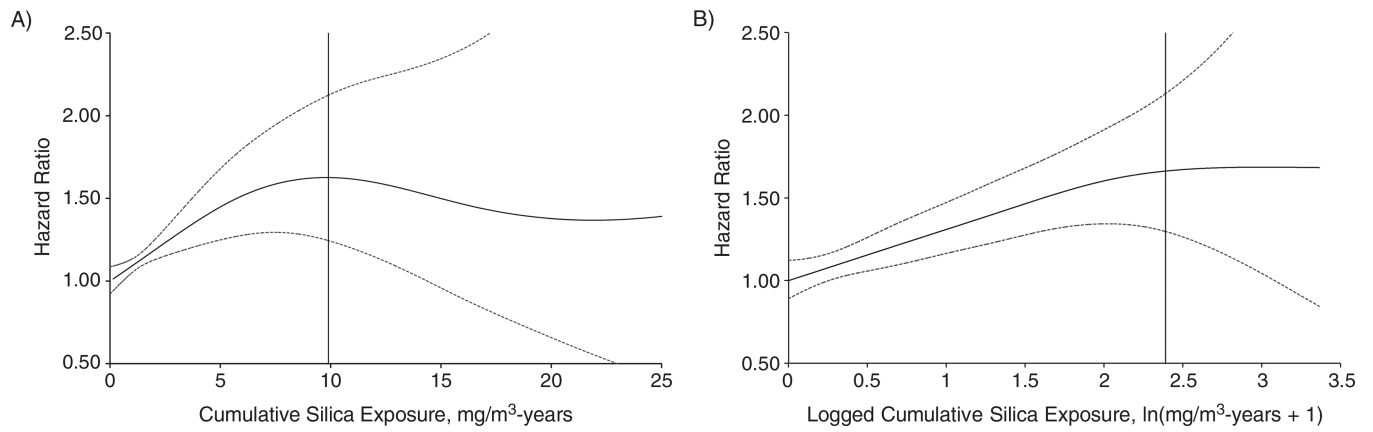 A)
2.50
2.00
1.50
1.00
0.50
Hazard Ratio
0 5 10 15 20 25
Cumulative Silica Exposure, mg/m³-years
B)
2.50
2.00
1.50
1.00
0.50
Hazard Ratio
0 0.5 1 1.5 2 2.5 3 3.5
Logged Cumulative Silica Exposure, ln(mg/m³-years + 1)